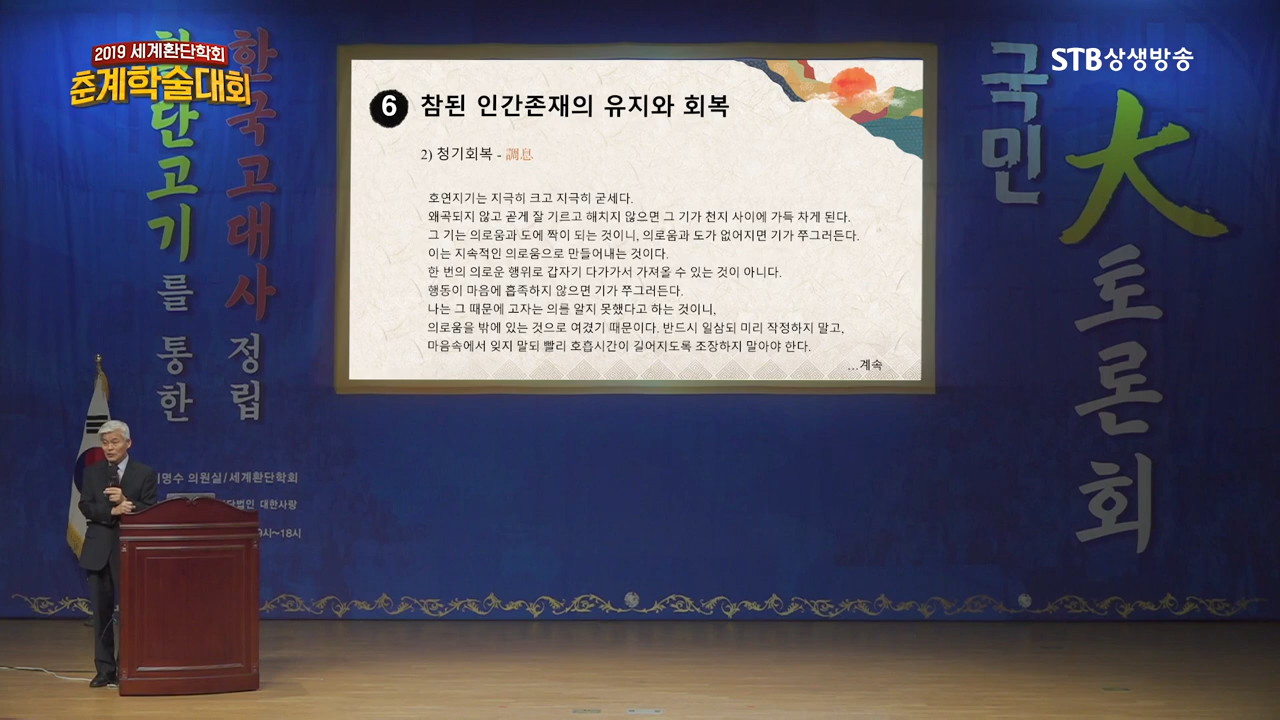 2019 세계환단학회
춘계학술대회
STB상생방송
단고기를 통한
한국고대사 정립
국민
大
토론회
6 참된 인간존재의 유지와 회복
2) 청기회복 - 調息
호연지기는 지극히 크고 지극히 굳세다.
왜곡되지 않고 곧게 잘 기르고 해치지 않으면 그 기가 천지 사이에 가득 차게 된다.
그 기는 의로움과 도에 짝이 되는 것이니, 의로움과 도가 없어지면 기가 쭈그러든다.
이는 지속적인 의로움으로 만들어내는 것이다.
한 번의 의로운 행위로 갑자기 다가가서 가져올 수 있는 것이 아니다.
행동이 마음에 흡족하지 않으면 기가 쭈그러든다.
나는 그 때문에 고자는 의를 알지 못했다고 하는 것이니,
의로움을 밖에 있는 것으로 여겼기 때문이다. 반드시 일삼되 미리 작정하지 말고,
마음속에서 잊지 말되 빨리 호흡시간이 길어지도록 조장하지 말아야 한다.
...계속
명수 의원실/세계환단학회
단법인 대한사랑
9시~18시